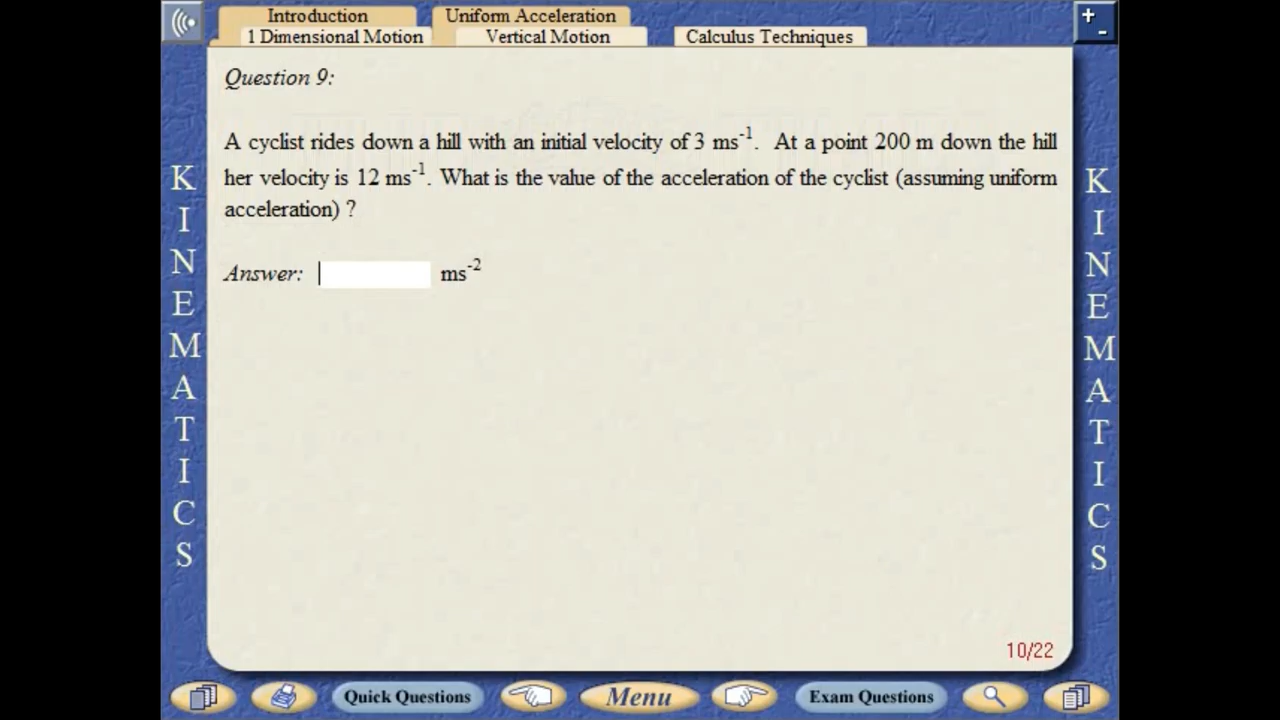 Introduction
Uniform Acceleration
1 Dimensional Motion
Vertical Motion
Calculus Techniques
+
-
Question 9:
A cyclist rides down a hill with an initial velocity of 3 ms⁻¹. At a point 200 m down the hill
her velocity is 12 ms⁻¹. What is the value of the acceleration of the cyclist (assuming uniform
acceleration) ?
Answer: ms⁻²
KINEMATICS
KINEMATICS
10/22
Quick Questions
Menu
Exam Questions